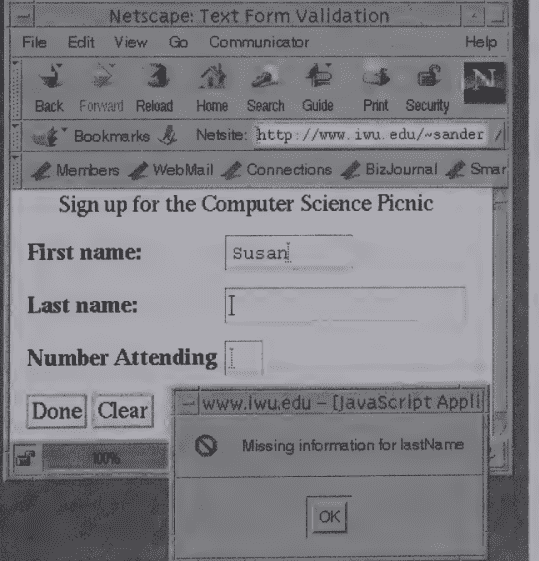 Netscape: Text Form Validation
File Edit View Go Communicator Help
N
Back Forward Reload Home Search Guide Print Security
Bookmarks Netsite: http://www.iwu.edu/~sander
Members WebMail Connections BizJournal Smar
Sign up for the Computer Science Picnic
First name: Susan
Last name:
Number Attending
Done Clear
www.iwu.edu - [JavaScript Appli
100%
Missing information for lastName
OK